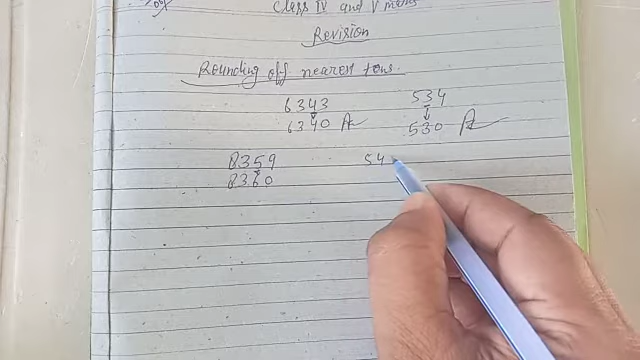 Class IV and V maths
Revision
Rounding off nearest tens.
6343 534
6340 530
8359 54
8360